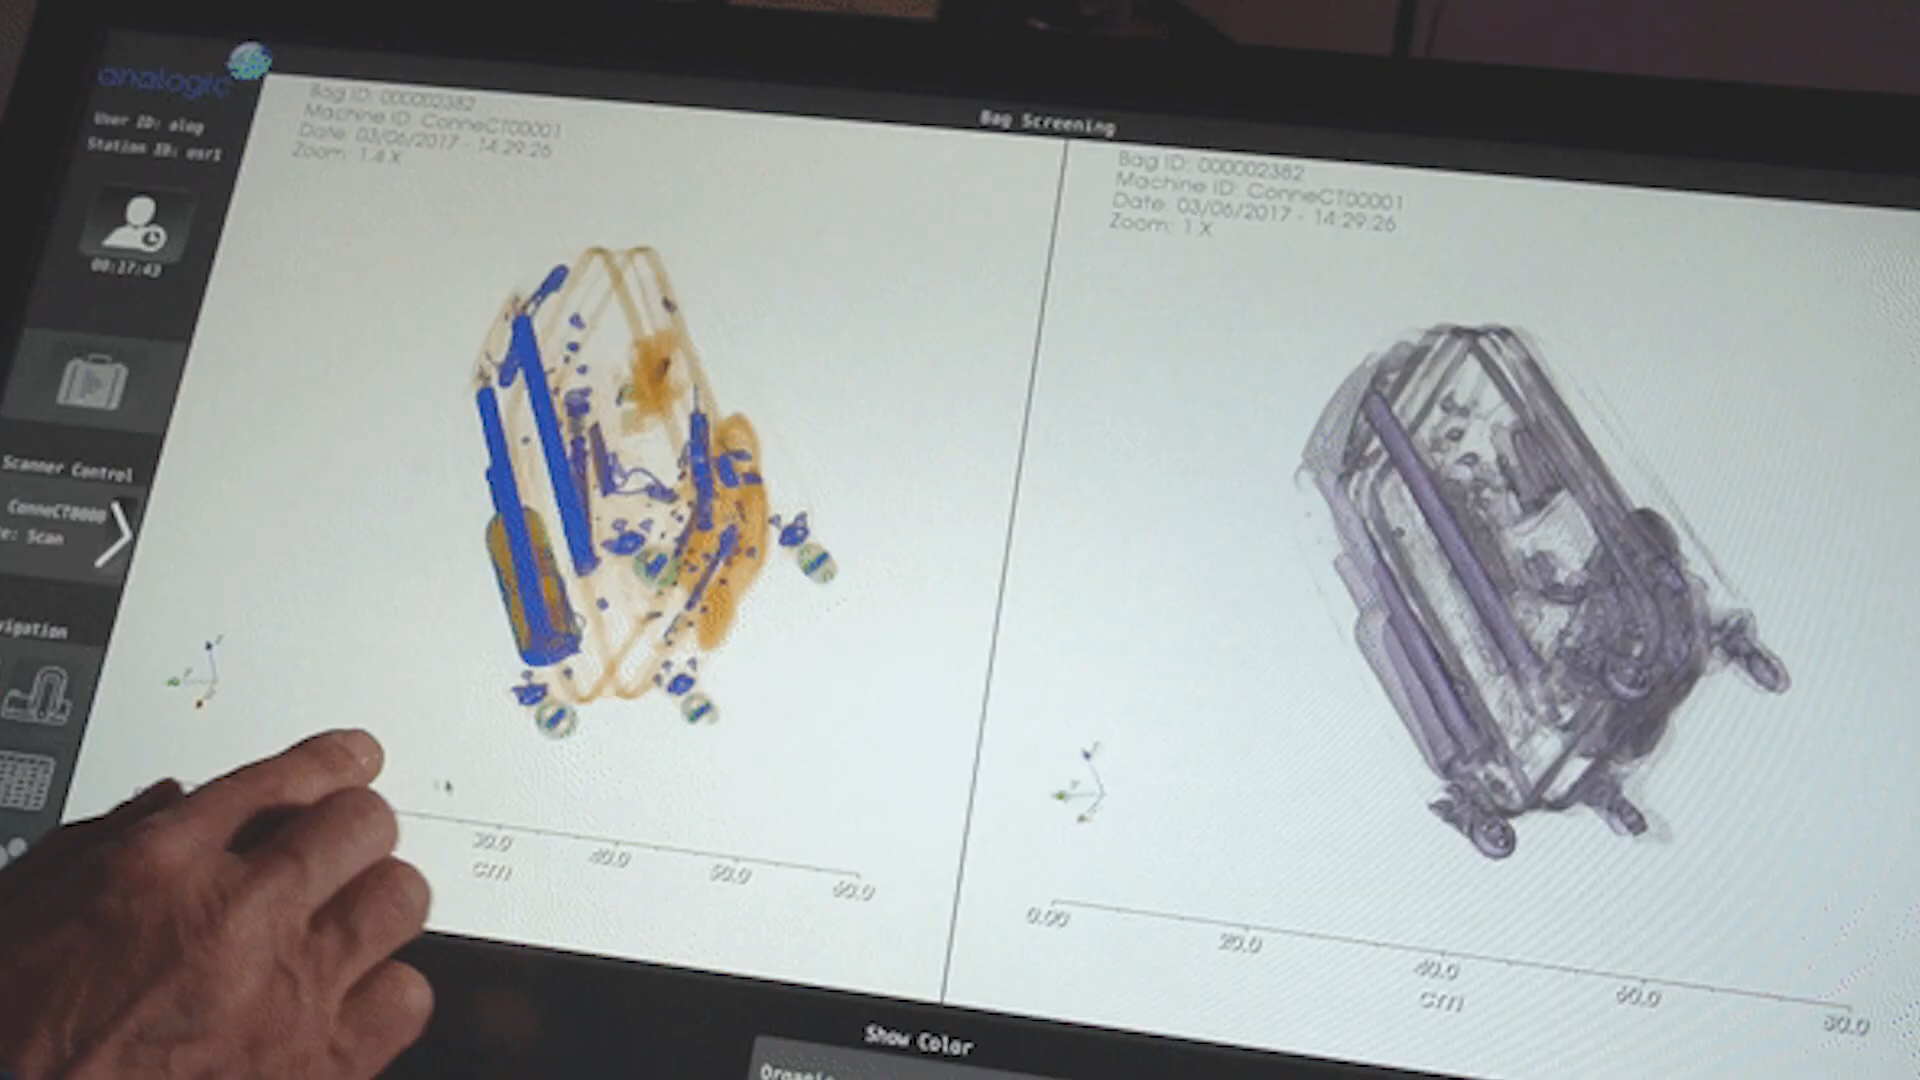 analogic
User ID: alog
Station ID: osr1
00:17:43
Scanner Control
ConneCT0000
e: Scan
vigation
Bag Screening
Bag ID: 000002382
Machine ID: ConneCT00001
Date: 03/06/2017 - 14:29:26
Zoom: 1.4 X
30.0 40.0 50.0 60.0
cm
Bag ID: 000002382
Machine ID: ConneCT00001
Date: 03/06/2017 - 14:29:26
Zoom: 1 X
0.00 20.0 40.0 60.0 80.0
cm
Show Color
Organic